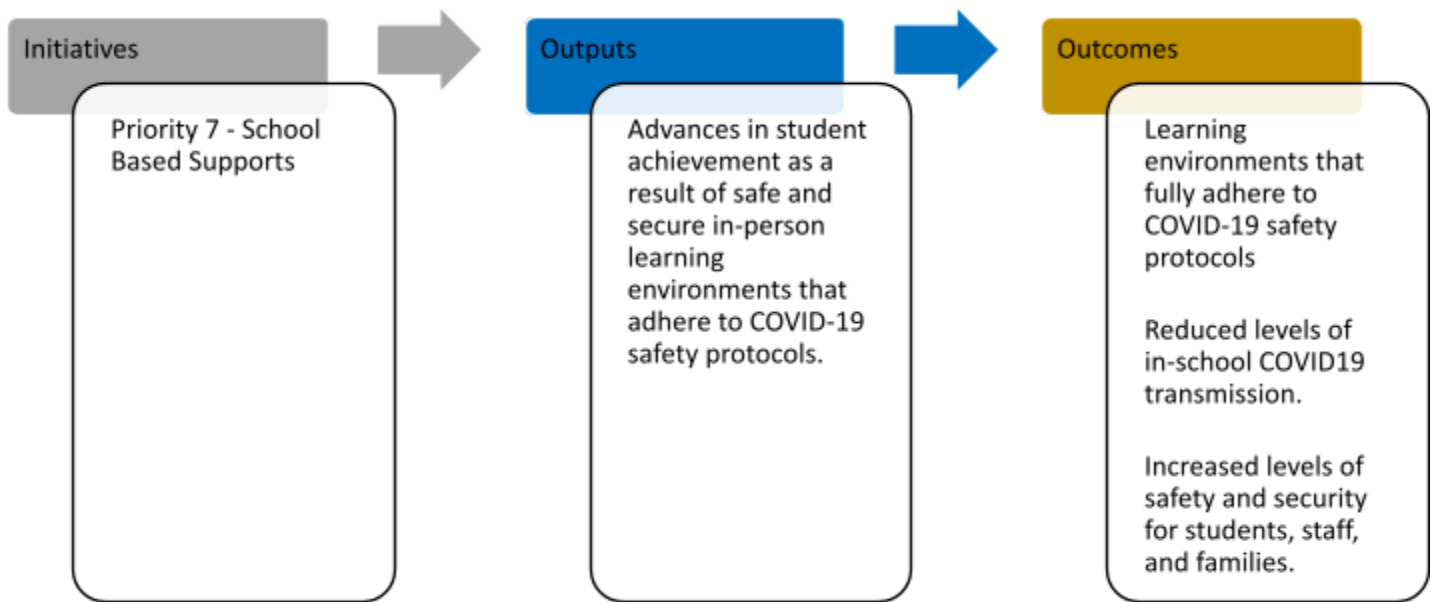 Initiatives
Priority 7 - School
Based Supports
Outputs
Advances in student
achievement as a
result of safe and
secure in-person
learning
environments that
adhere to COVID-19
safety protocols.
Outcomes
Learning
environments that
fully adhere to
COVID-19 safety
protocols
Reduced levels of
in-school COVID19
transmission.
Increased levels of
safety and security
for students, staff,
and families.